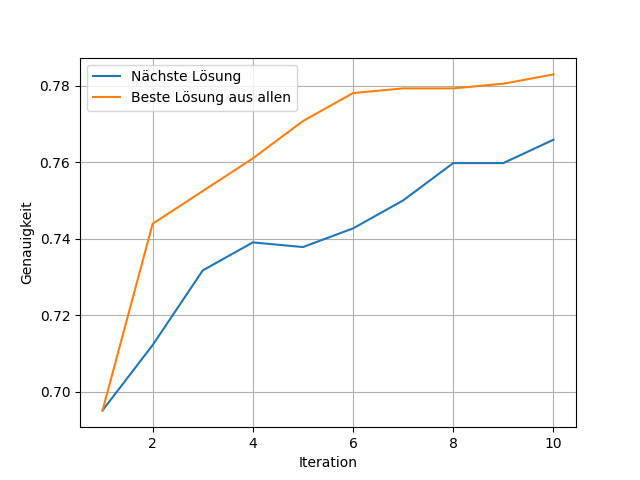 Nächste Lösung
Beste Lösung aus allen
0.78
0.76
0.74
0.72
0.70
Genauigkeit
2 4 6 8 10
Iteration